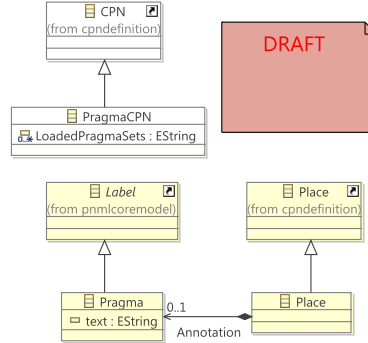 CPN
(from cpndefinition)
DRAFT
PragmaCPN
LoadedPragmaSets : EString
Label
(from pnmlcoremodel)
Place
(from cpndefinition)
Pragma
text : EString
0..1
Annotation
Place